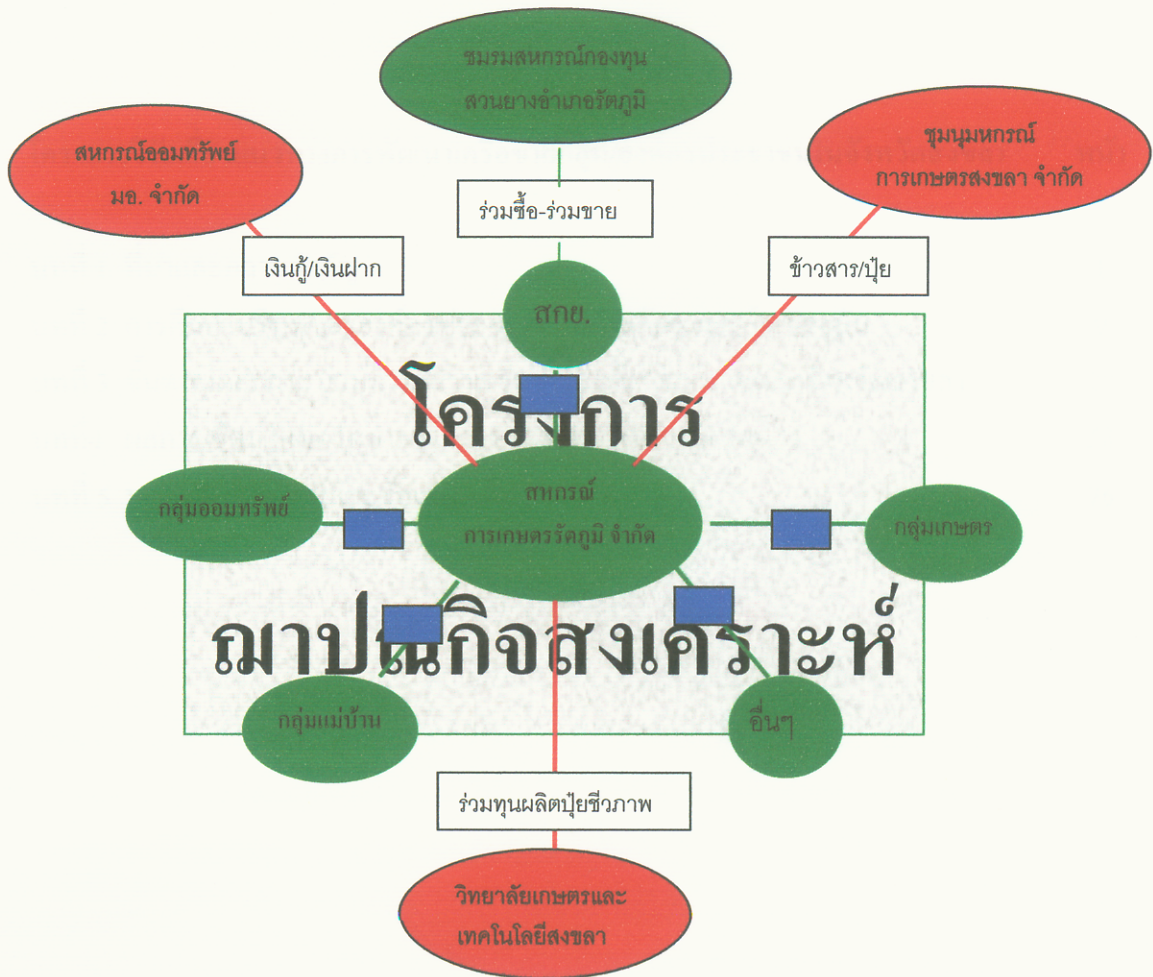 ชมรมสหกรณ์กองทุน
สวนยางอำเภอรัตภูมิ
สหกรณ์ออมทรัพย์
มอ. จำกัด
ชุมนุมหกรณ์
การเกษตรสงขลา จำกัด
ร่วมซื้อ-ร่วมขาย
เงินกู้/เงินฝาก
ข้าวสาร/ปุ๋ย
สกย.
โครงการ
สหกรณ์
การเกษตรรัตภูมิ จำกัด
กลุ่มออมทรัพย์
กลุ่มเกษตร
ฌาปณกิจสงเคราะห์
กลุ่มแม่บ้าน
อื่นๆ
ร่วมทุนผลิตปุ๋ยชีวภาพ
วิทยาลัยเกษตรและ
เทคโนโลยีสงขลา